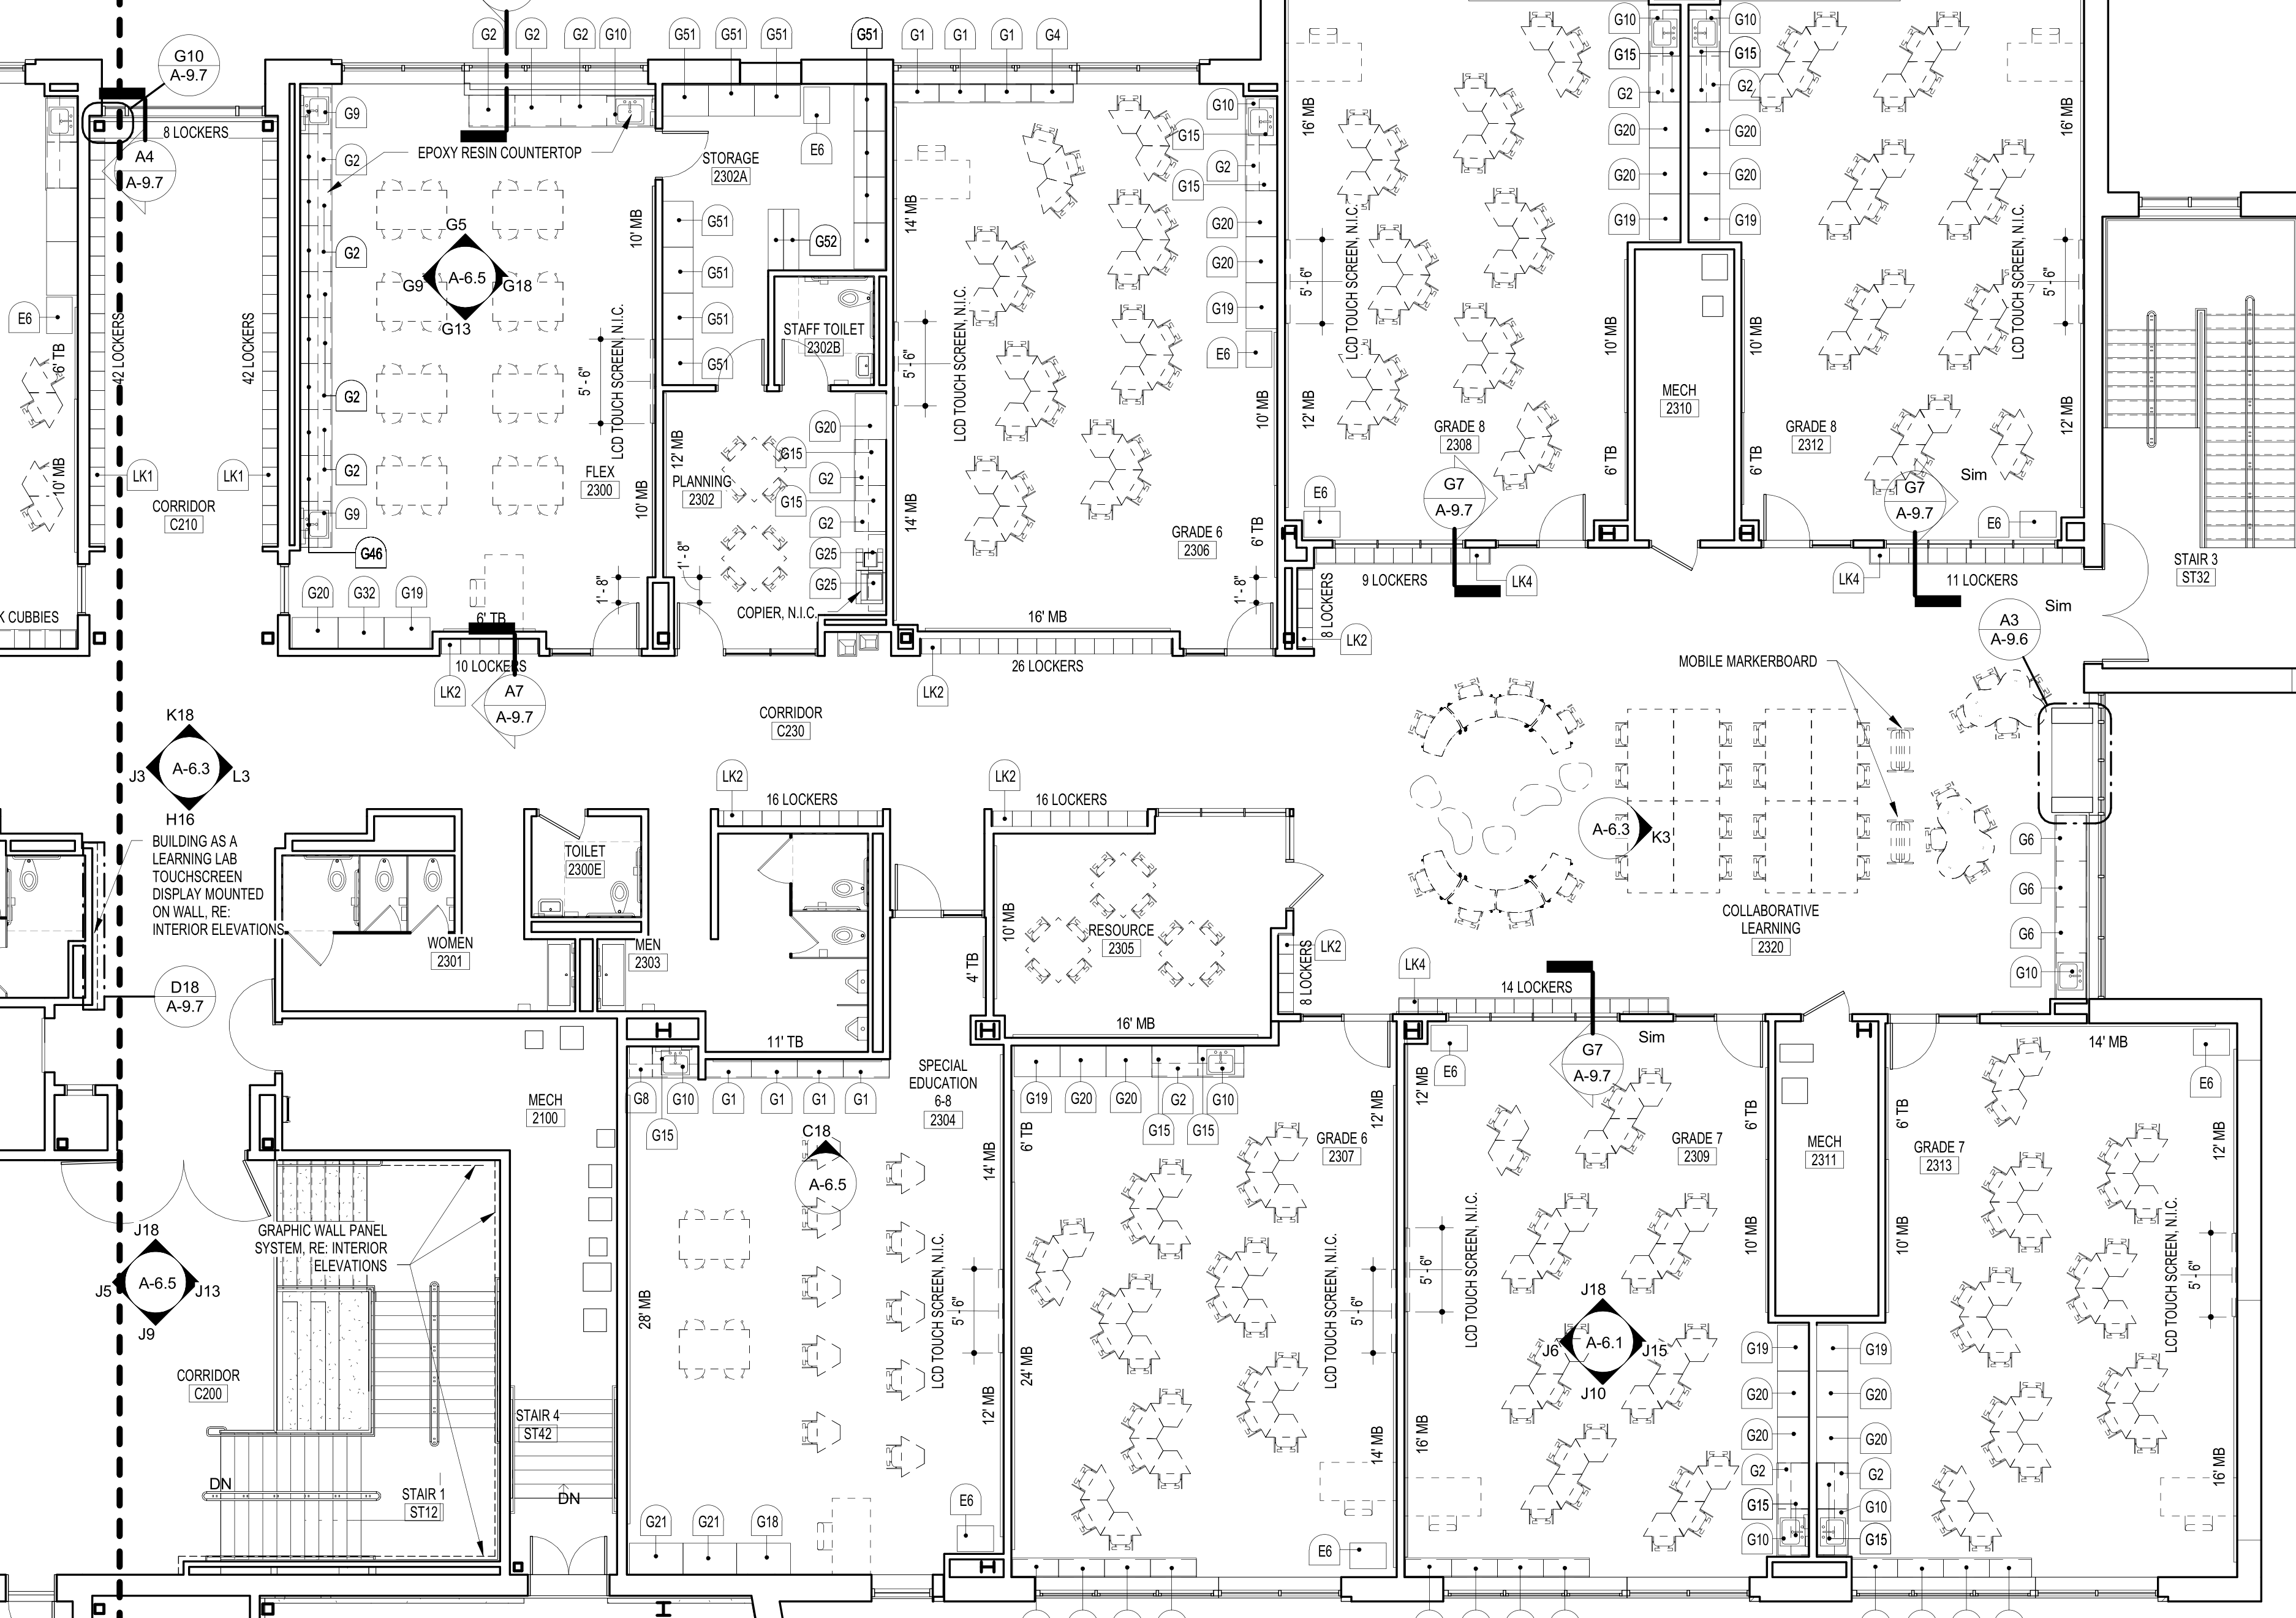 G2
G2
G2
G10
G51
G51
G51
G51
G1
G1
G1
G4
G10
G10
G10
A-9.7
8 LOCKERS
A4
A-9.7
G9
G2
EPOXY RESIN COUNTERTOP
STORAGE
2302A
E6
G10
G15
G2
G15
G20
G20
G19
E6
16' MB
G15
G2
G20
G20
G19
G15
G2
G20
G20
G19
16' MB
E6
6' TB
10' MB
42 LOCKERS
42 LOCKERS
LK1
LK1
CORRIDOR
C210
G2
G2
G2
G9
G46
G5
G9
A-6.5
G18
G13
10' MB
LCD TOUCH SCREEN, N.I.C.
5' - 6"
FLEX
2300
10' MB
1' - 8"
G51
G51
G51
G51
G52
STAFF TOILET
2302B
12' MB
PLANNING
2302
G20
G15
G2
G15
G2
G25
G25
1' - 8"
COPIER, N.I.C.
14' MB
LCD TOUCH SCREEN, N.I.C.
5' - 6"
14' MB
10' MB
GRADE 6
2306
6' TB
1' - 8"
16' MB
LCD TOUCH SCREEN, N.I.C.
5' - 6"
12' MB
10' MB
GRADE 8
2308
6' TB
G7
A-9.7
E6
MECH
2310
10' MB
6' TB
GRADE 8
2312
LCD TOUCH SCREEN, N.I.C.
5' - 6"
12' MB
Sim
G7
A-9.7
E6
STAIR 3
ST32
9 LOCKERS
LK4
LK4
11 LOCKERS
Sim
8 LOCKERS
LK2
A3
A-9.6
K CUBBIES
G20
G32
G19
6' TB
10 LOCKERS
LK2
A7
A-9.7
LK2
26 LOCKERS
MOBILE MARKERBOARD
CORRIDOR
C230
K18
J3
A-6.3
L3
H16
LK2
16 LOCKERS
LK2
16 LOCKERS
A-6.3
K3
G6
G6
G6
G10
BUILDING AS A
LEARNING LAB
TOUCHSCREEN
DISPLAY MOUNTED
ON WALL, RE:
INTERIOR ELEVATIONS
TOILET
2300E
WOMEN
2301
MEN
2303
4' TB
10' MB
RESOURCE
2305
16' MB
8 LOCKERS
LK2
COLLABORATIVE
LEARNING
2320
LK4
14 LOCKERS
D18
A-9.7
11' TB
SPECIAL
EDUCATION
6-8
2304
MECH
2100
G8
G10
G1
G1
G1
G1
G15
G19
G20
G20
G2
G10
G15
G15
12' MB
E6
12' MB
Sim
G7
A-9.7
14' MB
E6
C18
A-6.5
14' MB
6' TB
GRADE 6
2307
GRADE 7
2309
6' TB
MECH
2311
6' TB
GRADE 7
2313
12' MB
J18
J5
A-6.5
J13
J9
GRAPHIC WALL PANEL
SYSTEM, RE: INTERIOR
ELEVATIONS
28' MB
LCD TOUCH SCREEN, N.I.C.
5' - 6"
12' MB
24' MB
LCD TOUCH SCREEN, N.I.C.
5' - 6"
14' MB
LCD TOUCH SCREEN, N.I.C.
5' - 6"
10' MB
10' MB
LCD TOUCH SCREEN, N.I.C.
5' - 6"
J18
J6
A-6.1
J15
J10
16' MB
G19
G20
G20
G2
G15
G10
G19
G20
G20
G2
G10
G15
16' MB
CORRIDOR
C200
STAIR 4
ST42
DN
STAIR 1
ST12
DN
G21
G21
G18
E6
E6